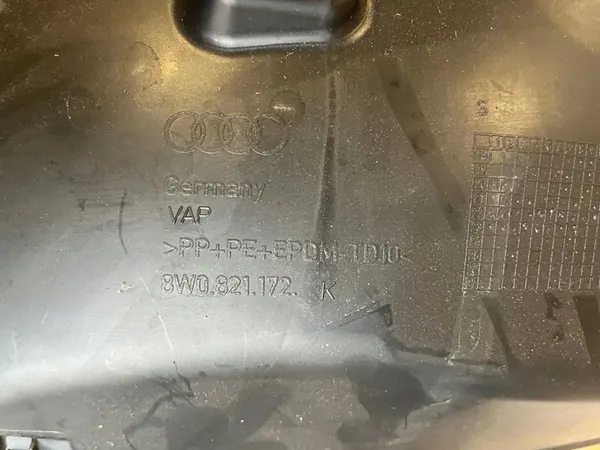 Germany
VAP
>PP+PE+EPDM-TD10<
8W0.821.172. K
S